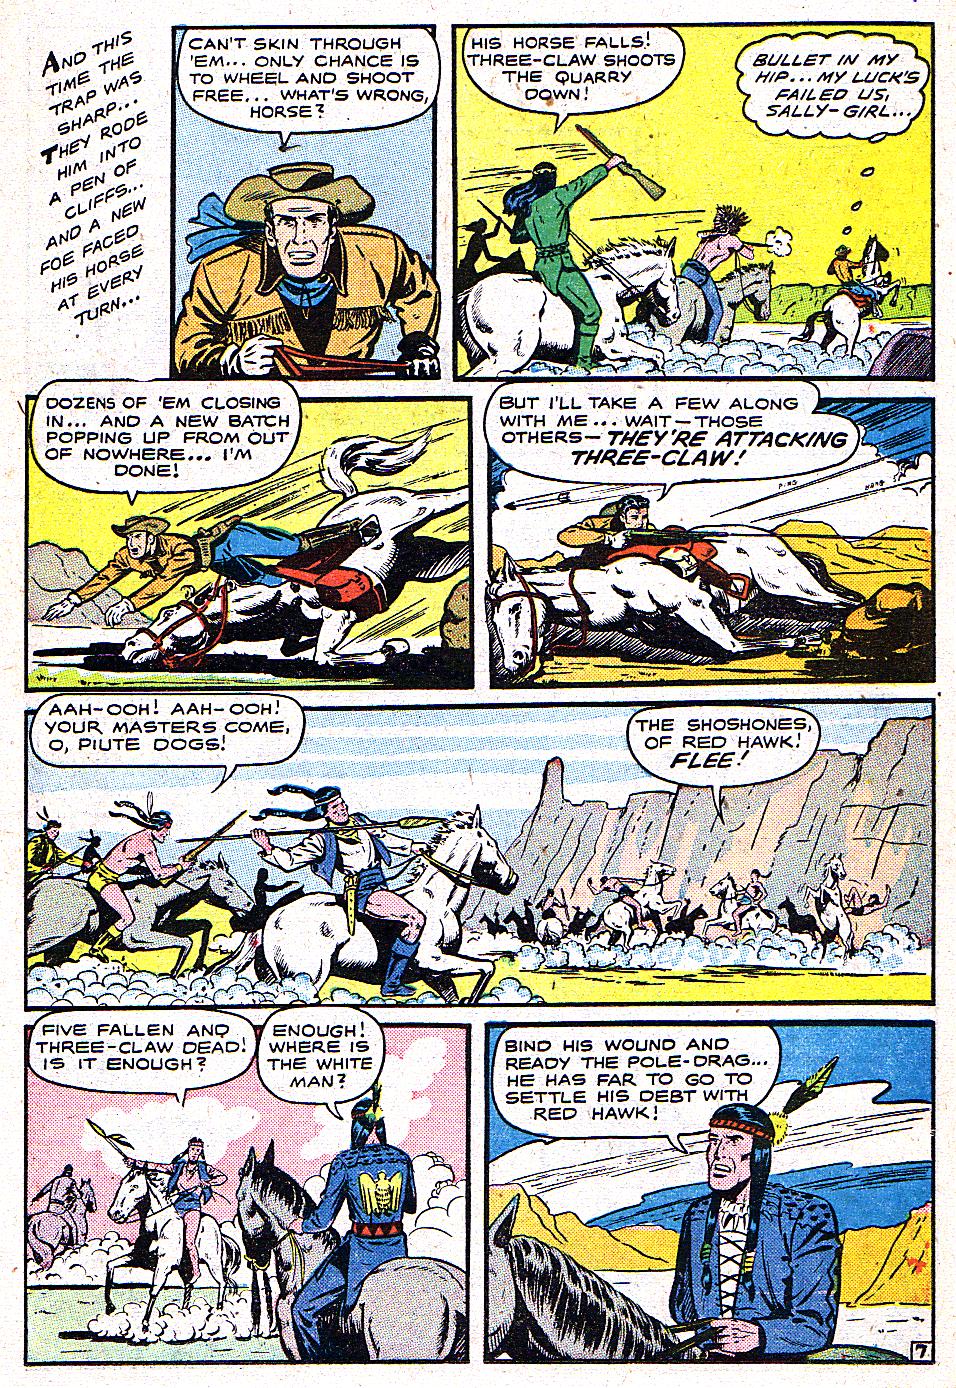 AND THIS
TIME THE
TRAP WAS
SHARP...
THEY RODE
HIM INTO
A PEN OF
CLIFFS...
AND A NEW
FOE FACED
HIS HORSE
AT EVERY
TURN...
CAN'T SKIN THROUGH
'EM... ONLY CHANCE IS
TO WHEEL AND SHOOT
FREE... WHAT'S WRONG,
HORSE?
HIS HORSE FALLS!
THREE-CLAW SHOOTS
THE QUARRY
DOWN!
BULLET IN MY
HIP... MY LUCK'S
FAILED US,
SALLY-GIRL...
DOZENS OF 'EM CLOSING
IN... AND A NEW BATCH
POPPING UP FROM OUT
OF NOWHERE... I'M
DONE!
BUT I'LL TAKE A FEW ALONG
WITH ME... WAIT—THOSE
OTHERS—THEY'RE ATTACKING
THREE-CLAW!
PING
BANG
AAH-OOH! AAH-OOH!
YOUR MASTERS COME,
O, PIUTE DOGS!
THE SHOSHONES,
OF RED HAWK!
FLEE!
FIVE FALLEN AND
THREE-CLAW DEAD!
IS IT ENOUGH?
ENOUGH!
WHERE IS
THE WHITE
MAN?
BIND HIS WOUND AND
READY THE POLE-DRAG...
HE HAS FAR TO GO TO
SETTLE HIS DEBT WITH
RED HAWK!
7